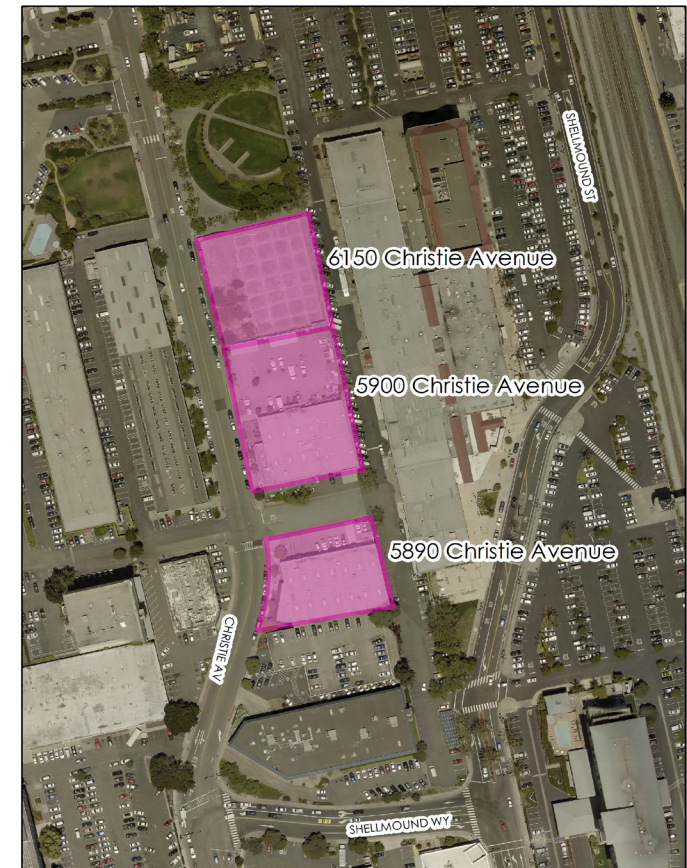 SHELLMOUND ST
6150 Christie Avenue
5900 Christie Avenue
5890 Christie Avenue
CHRISTIE AV
SHELLMOUND WY